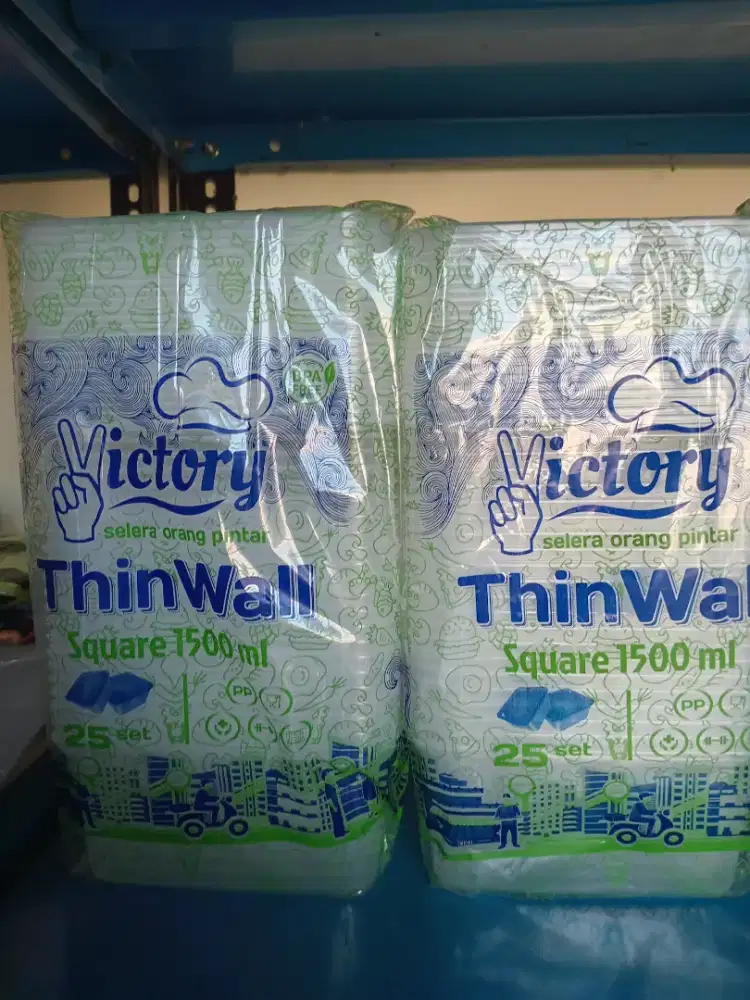 BPA
FREE
Victory
selera orang pintar
ThinWall
Square 1500 ml
PP
25 set
Victory
selera orang pintar
ThinWal
Square 1500 ml
PP
25 set